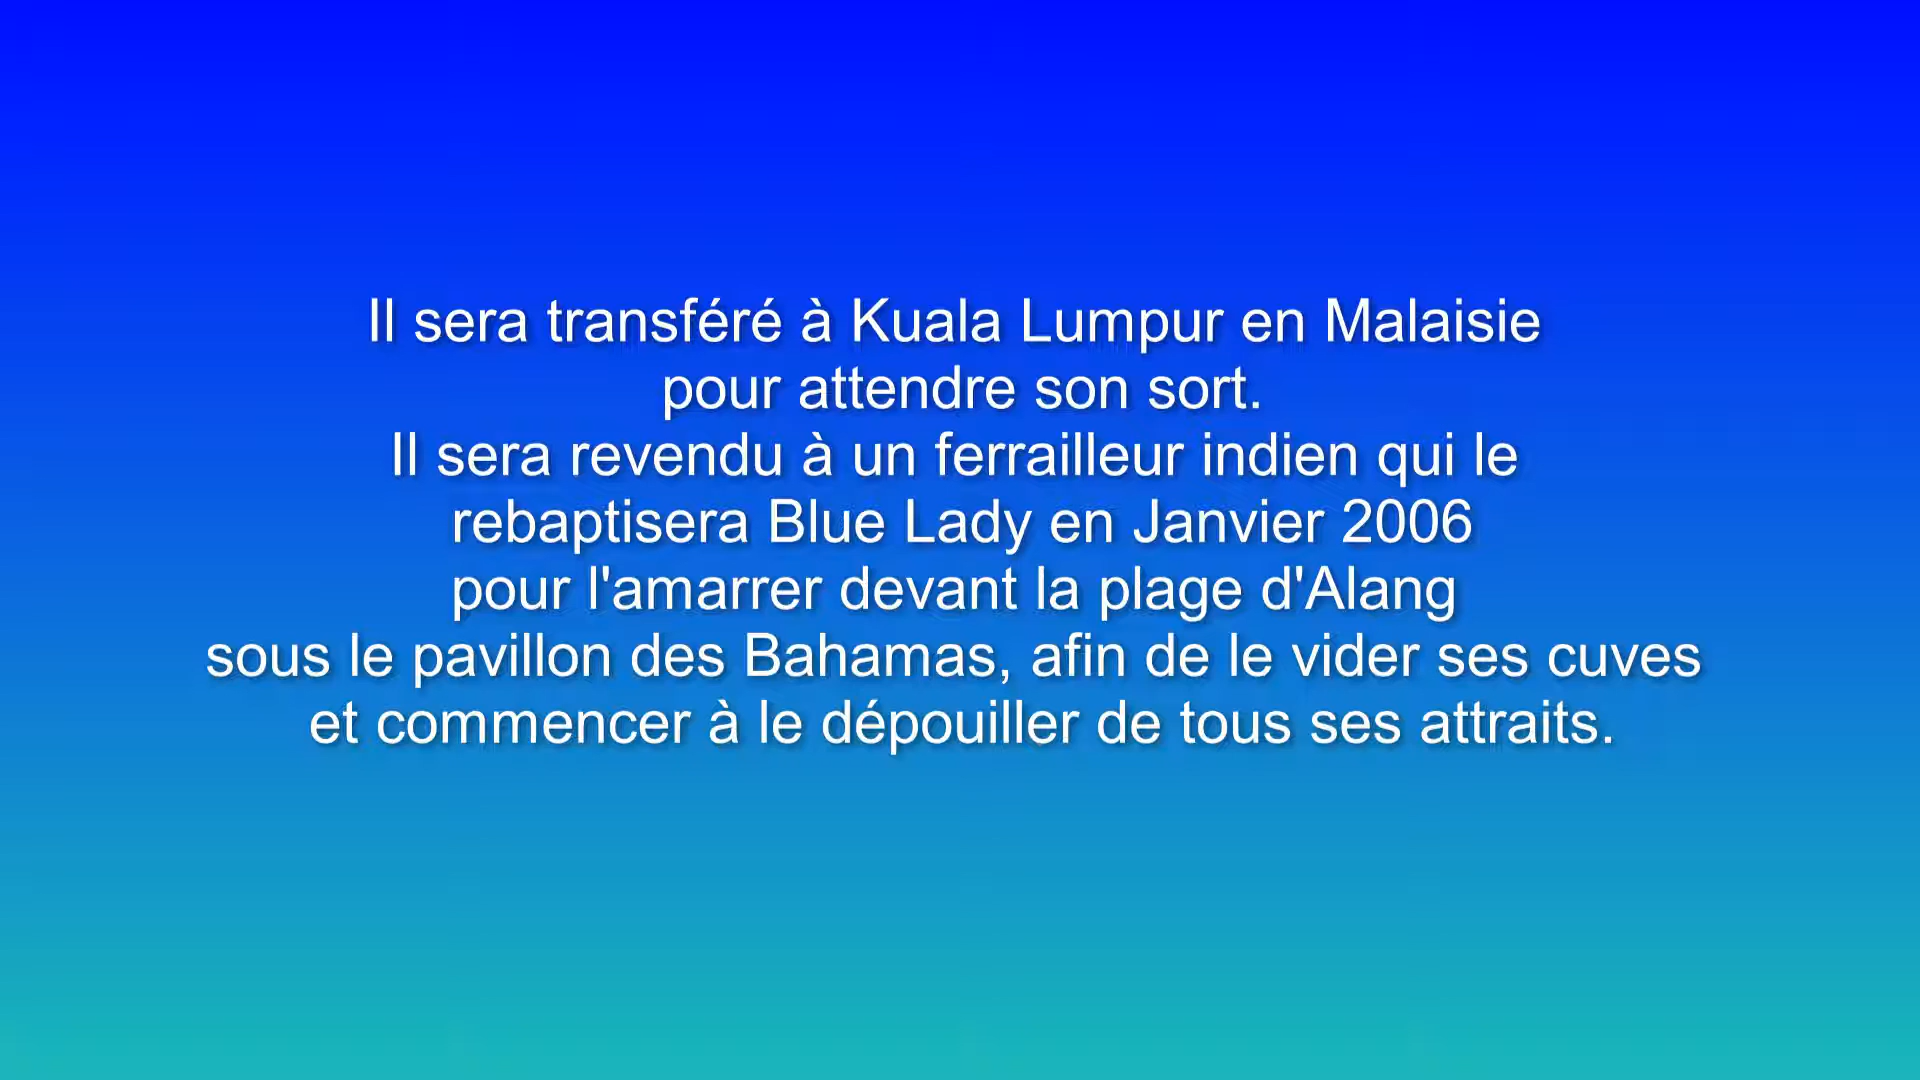 Il sera transféré à Kuala Lumpur en Malaisie
pour attendre son sort.
Il sera revendu à un ferrailleur indien qui le
rebaptisera Blue Lady en Janvier 2006
pour l'amarrer devant la plage d'Alang
sous le pavillon des Bahamas, afin de le vider ses cuves
et commencer à le dépouiller de tous ses attraits.